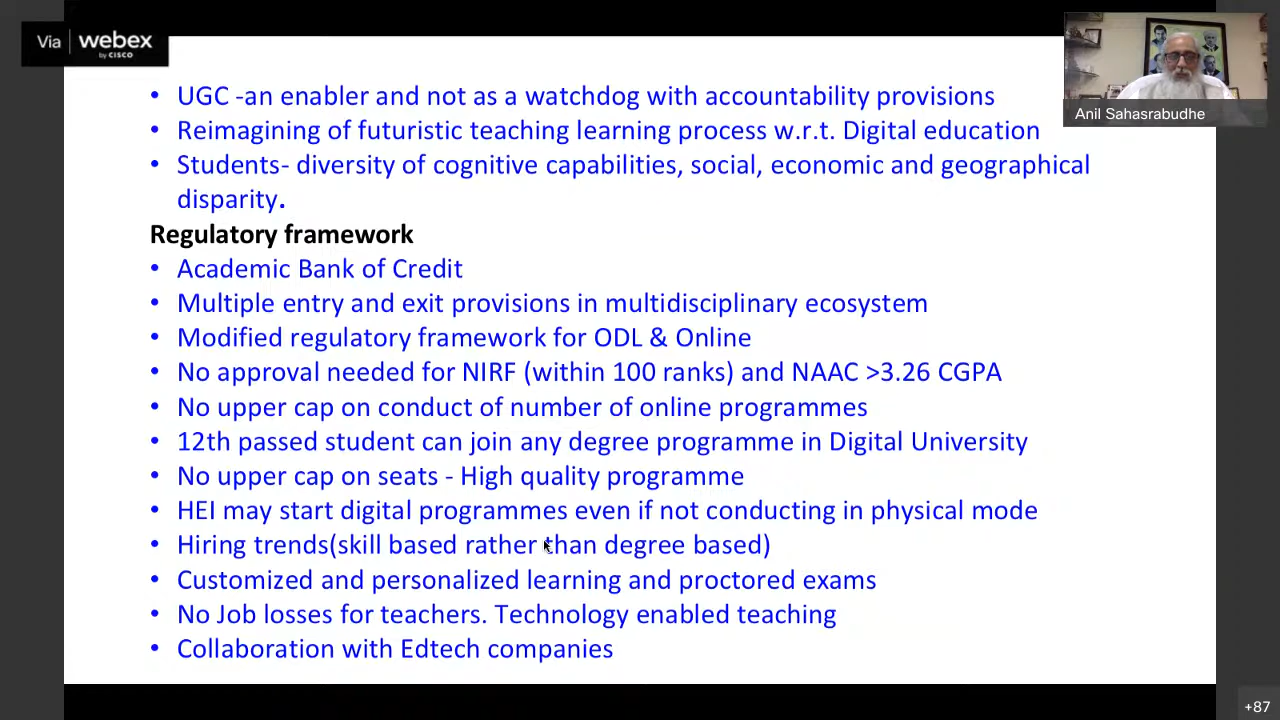 Via webex
by CISCO
• UGC -an enabler and not as a watchdog with accountability provisions
• Reimagining of futuristic teaching learning process w.r.t. Digital education
• Students- diversity of cognitive capabilities, social, economic and geographical
disparity.
Regulatory framework
• Academic Bank of Credit
• Multiple entry and exit provisions in multidisciplinary ecosystem
• Modified regulatory framework for ODL & Online
• No approval needed for NIRF (within 100 ranks) and NAAC >3.26 CGPA
• No upper cap on conduct of number of online programmes
• 12th passed student can join any degree programme in Digital University
• No upper cap on seats - High quality programme
• HEI may start digital programmes even if not conducting in physical mode
• Hiring trends(skill based rather than degree based)
• Customized and personalized learning and proctored exams
• No Job losses for teachers. Technology enabled teaching
• Collaboration with Edtech companies
Anil Sahasrabudhe
+87